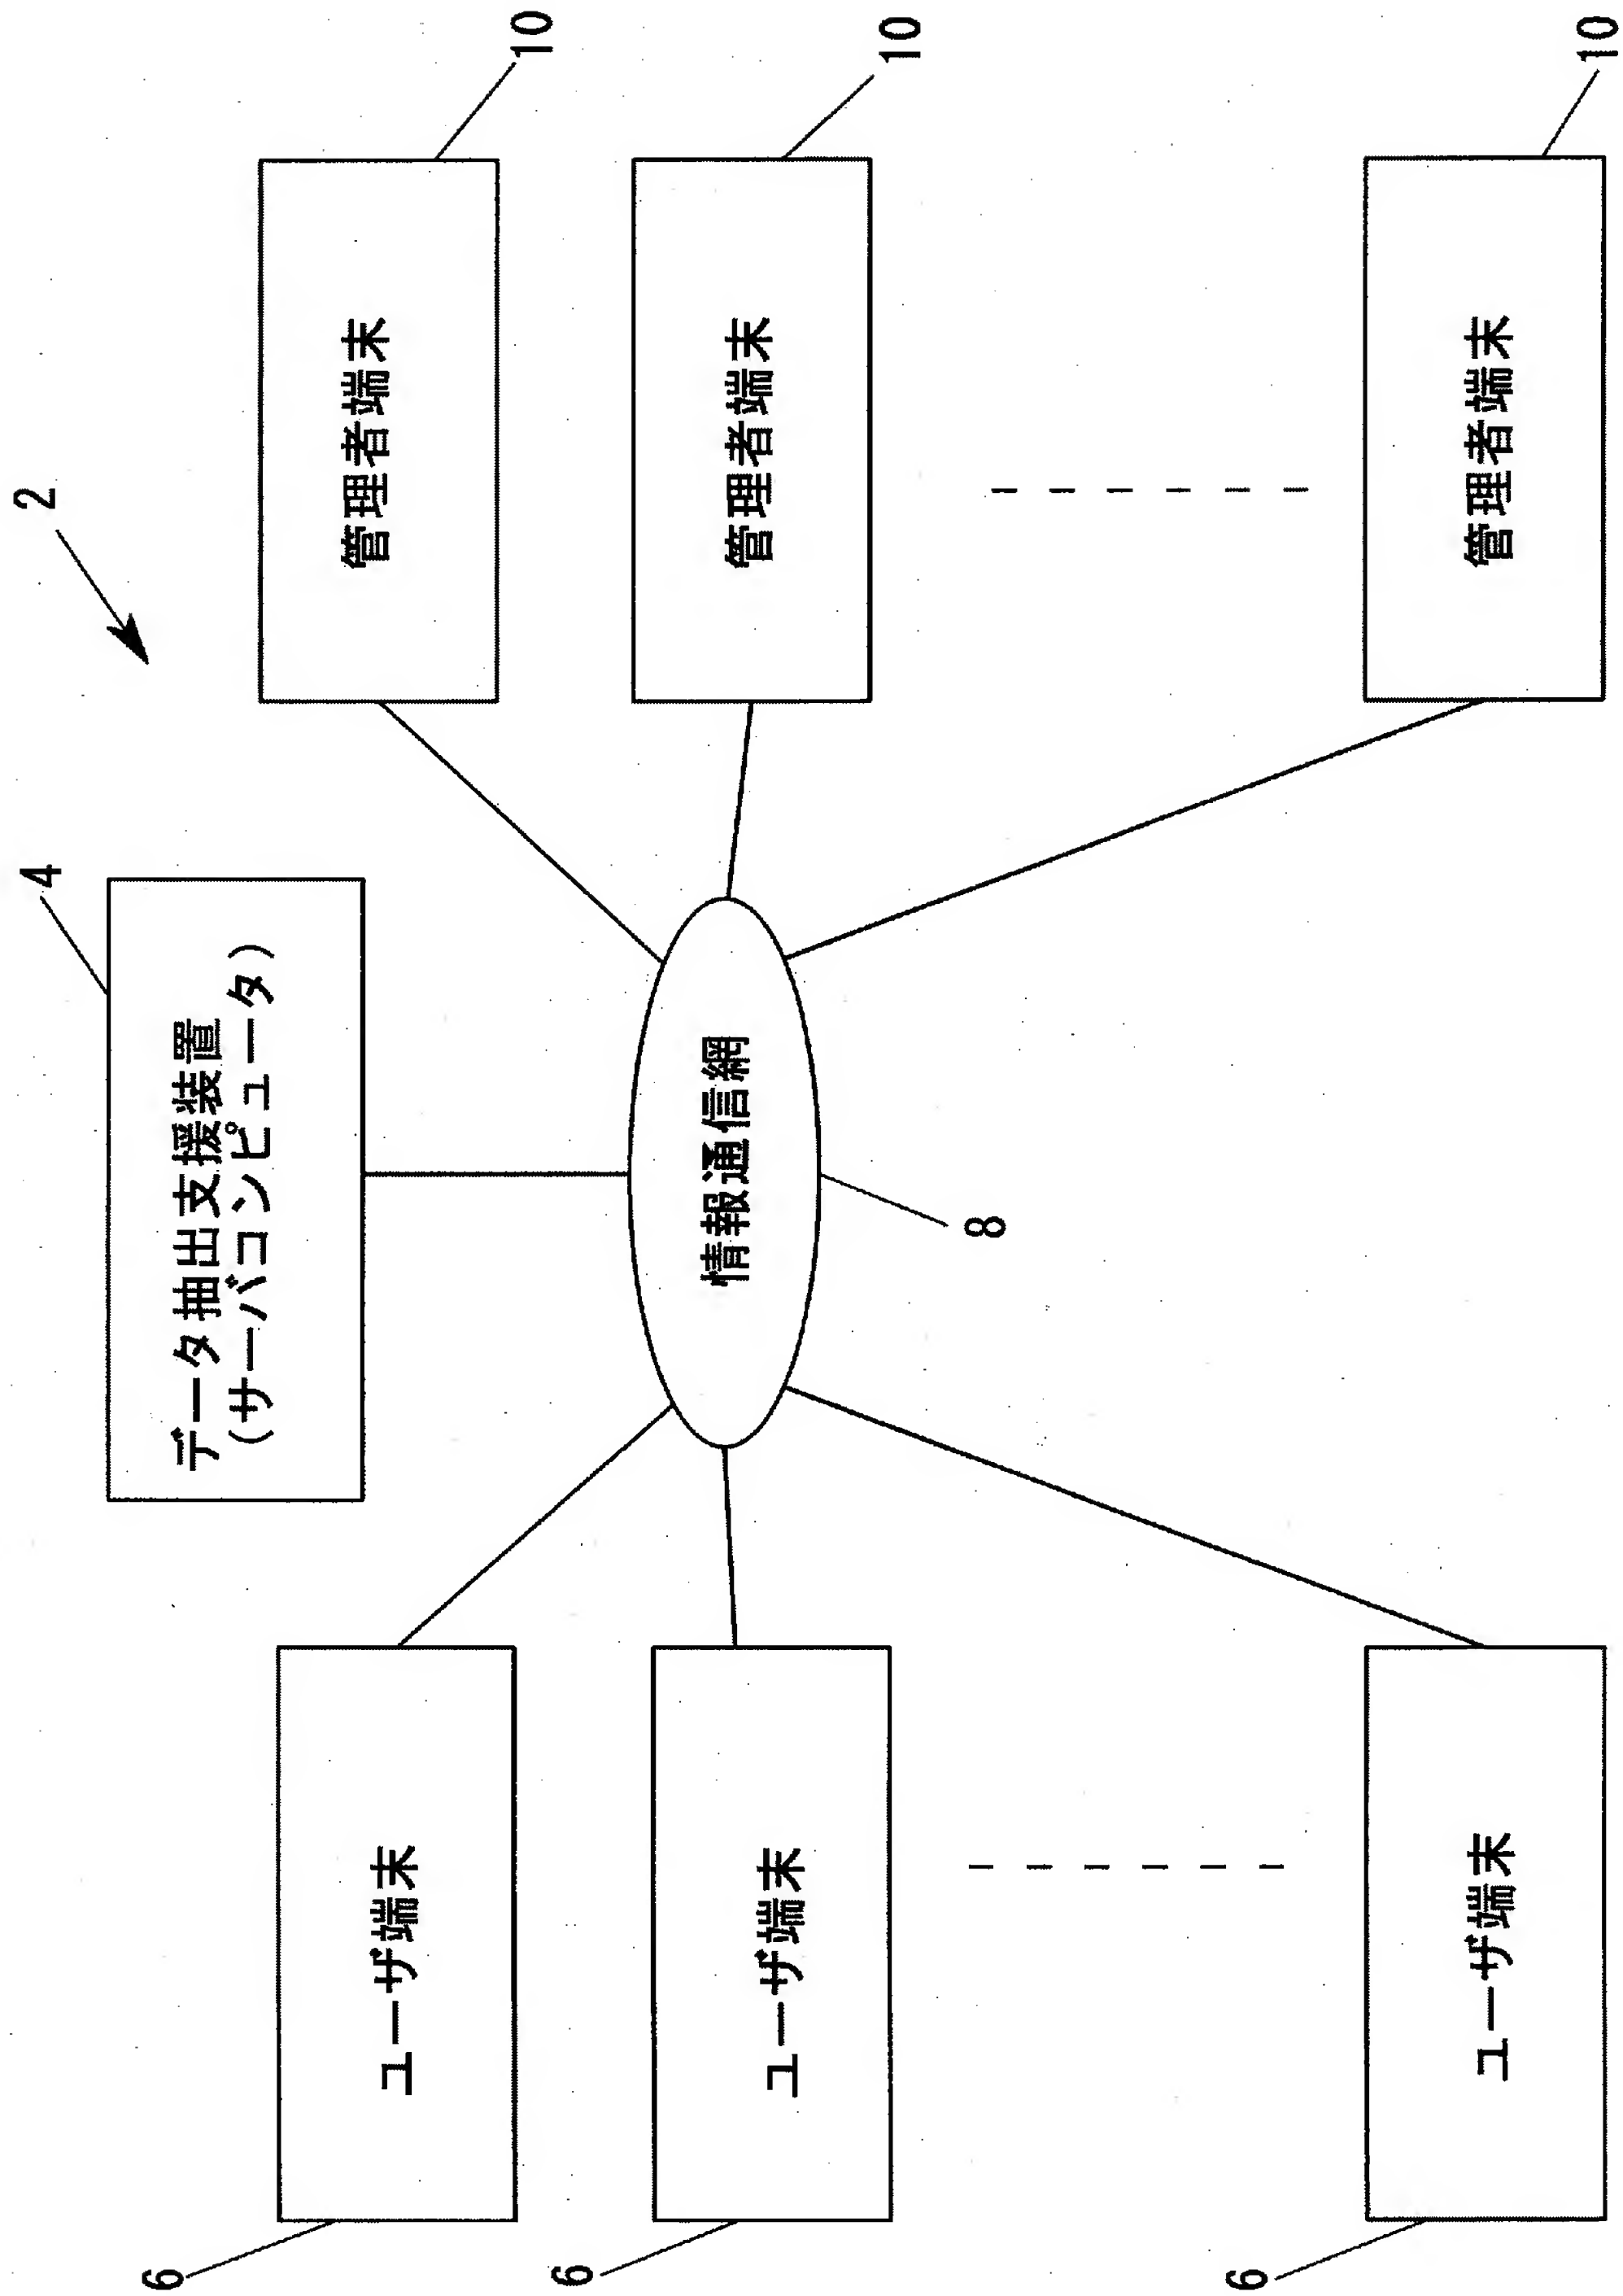 2
4
データ抽出支援装置
(サーバコンピュータ)
6
ユーザ端末
管理者端末
10
情報通信網
8
6
ユーザ端末
管理者端末
10
6
ユーザ端末
管理者端末
10